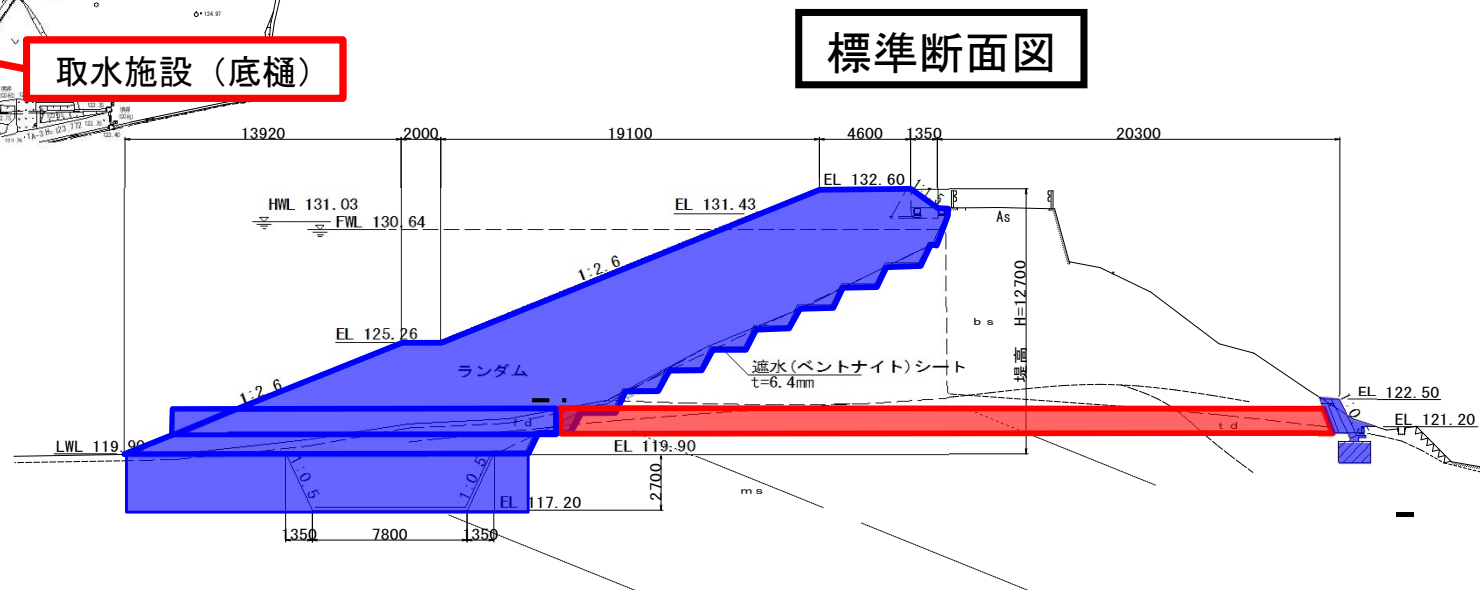 124.97
取水施設（底樋）
標準断面図
13920
2000
19100
4600
1350
20300
EL 132.60
HWL 131.03
FWL 130.64
EL 131.43
As
1:2.6
EL 125.26
ランダム
堤高 H=12700
bs
遮水(ベントナイト)シート
t=6.4mm
1:2.6
EL 122.50
EL 121.20
td
LWL 119.90
EL 119.90
1:0.5
1:0.5
2700
ms
EL 117.20
1350
7800
1350